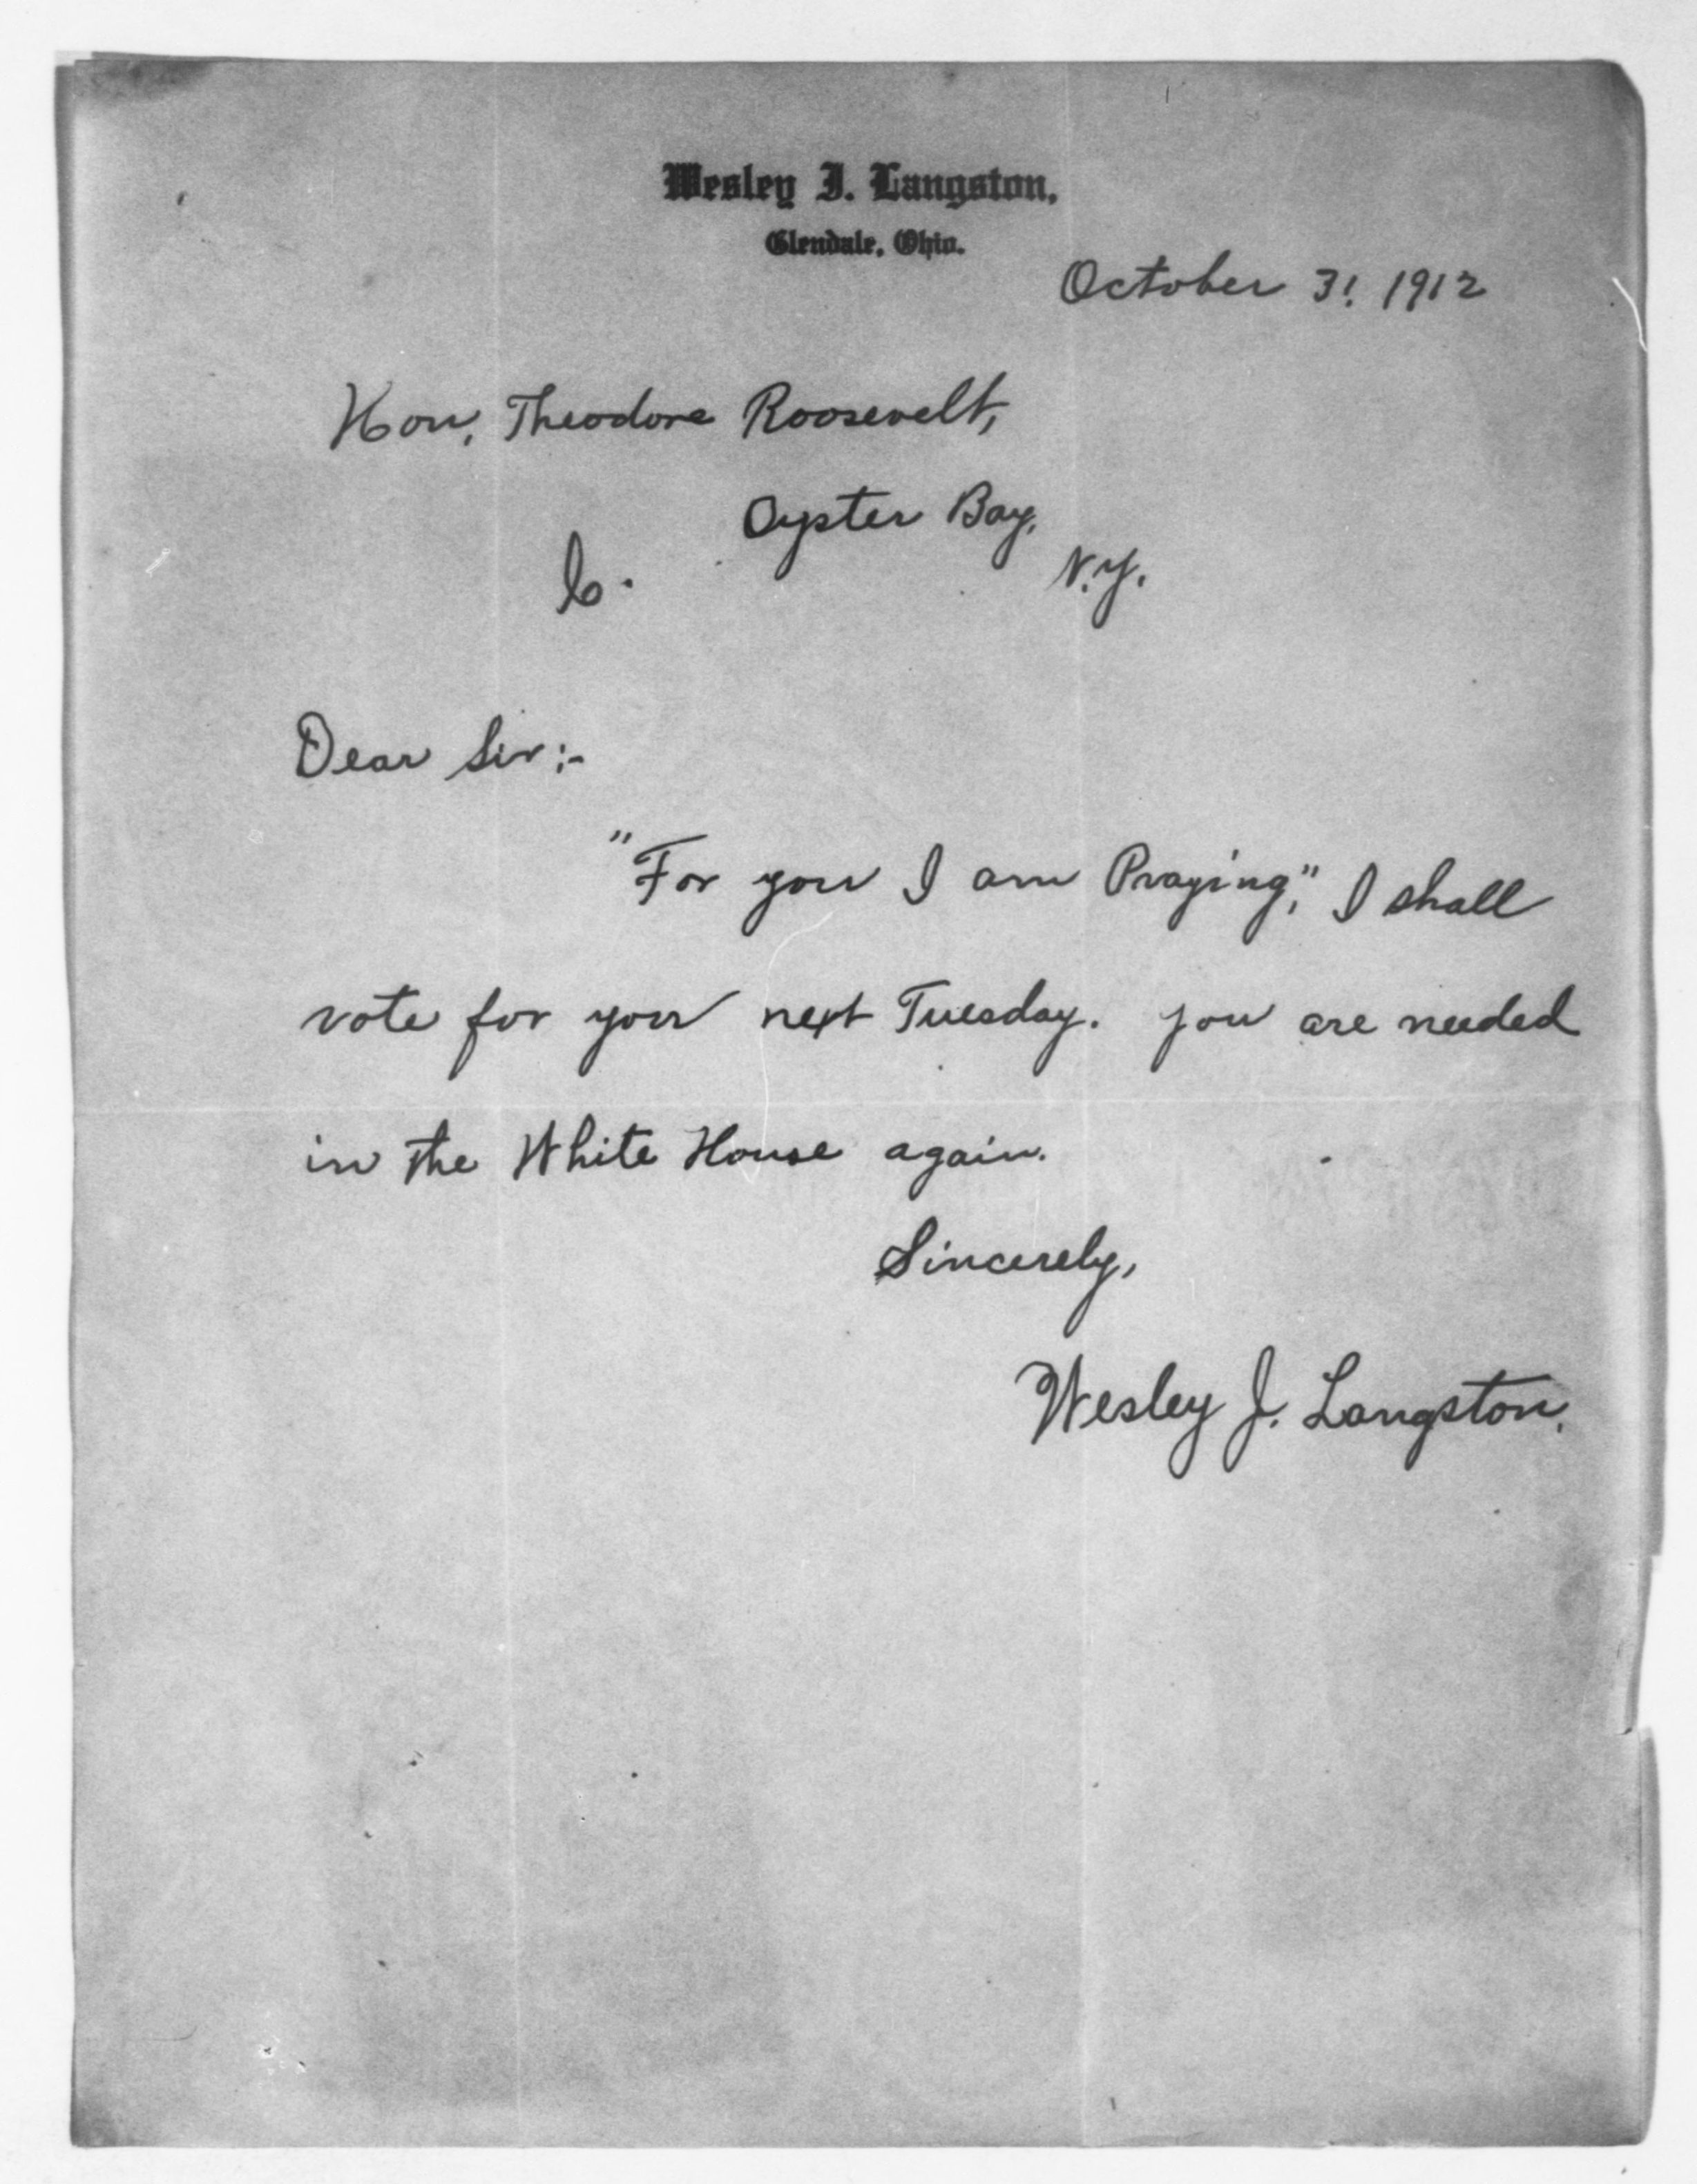 Wesley J. Langston,
Glendale, Ohio.
October 31, 1912
Hon. Theodore Roosevelt,
Oyster Bay,
N.Y.
Dear Sir:-
"For you I am Praying," I shall
vote for you next Tuesday. you are needed
in the White House again.
Sincerely,
Wesley J. Langston.